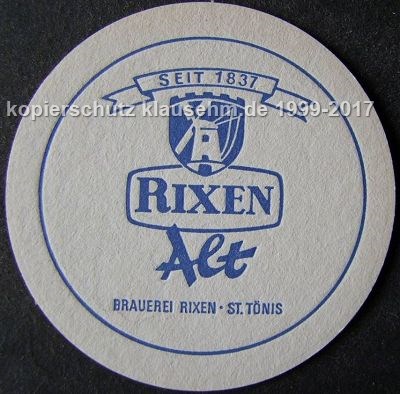 SEIT 1837
kopierschutz klausehm.de 1999-2017
RIXEN
Alt
BRAUEREI RIXEN · ST. TÖNIS